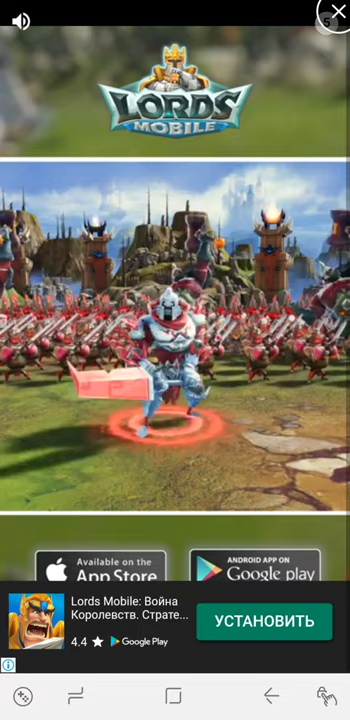 5
LORDS
MOBILE
Available on the
App Store
ANDROID APP ON
Google play
Lords Mobile: Война
Королевств. Страте...
УСТАНОВИТЬ
4.4 ★ Google Play